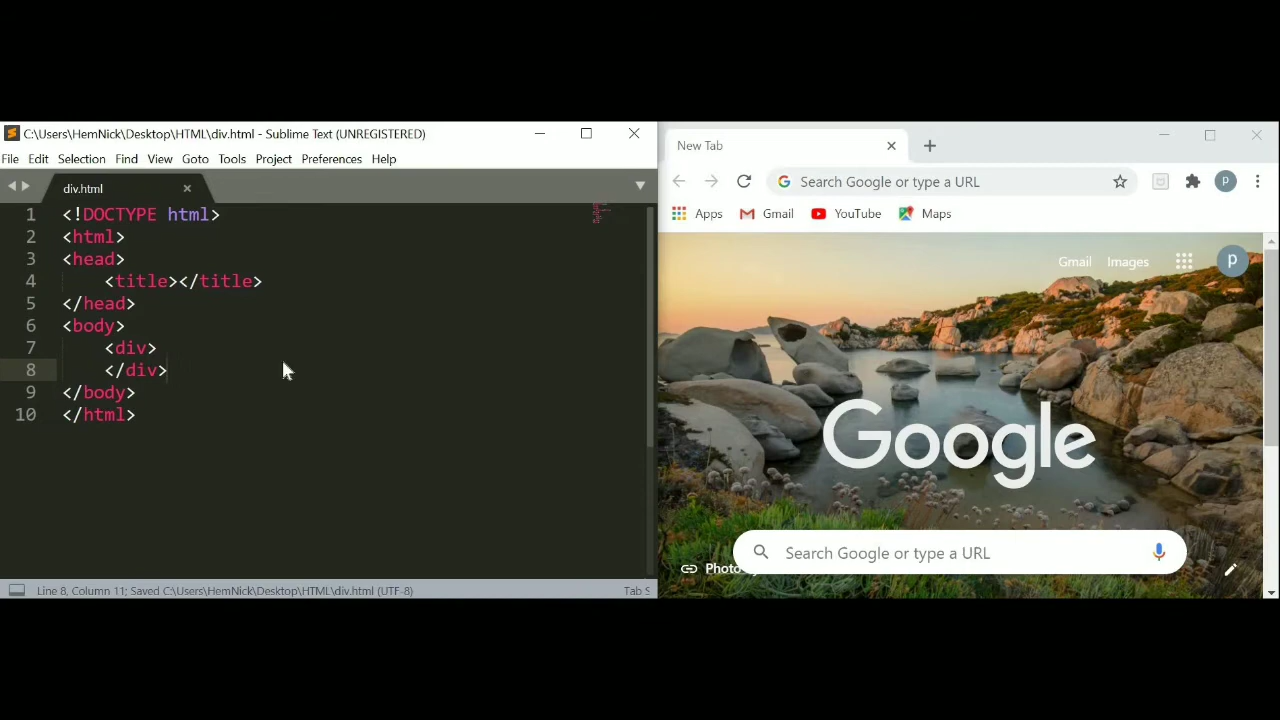 C:\Users\HemNick\Desktop\HTML\div.html - Sublime Text (UNREGISTERED)
File Edit Selection Find View Goto Tools Project Preferences Help
div.html
1 <!DOCTYPE html>
2 <html>
3 <head>
4 <title></title>
5 </head>
6 <body>
7 <div>
8 </div>
9 </body>
10 </html>
Line 8, Column 11; Saved C:\Users\HemNick\Desktop\HTML\div.html (UTF-8)
Tab S
New Tab
Search Google or type a URL
p
Apps Gmail YouTube Maps
Gmail Images
p
Google
Search Google or type a URL
Photo